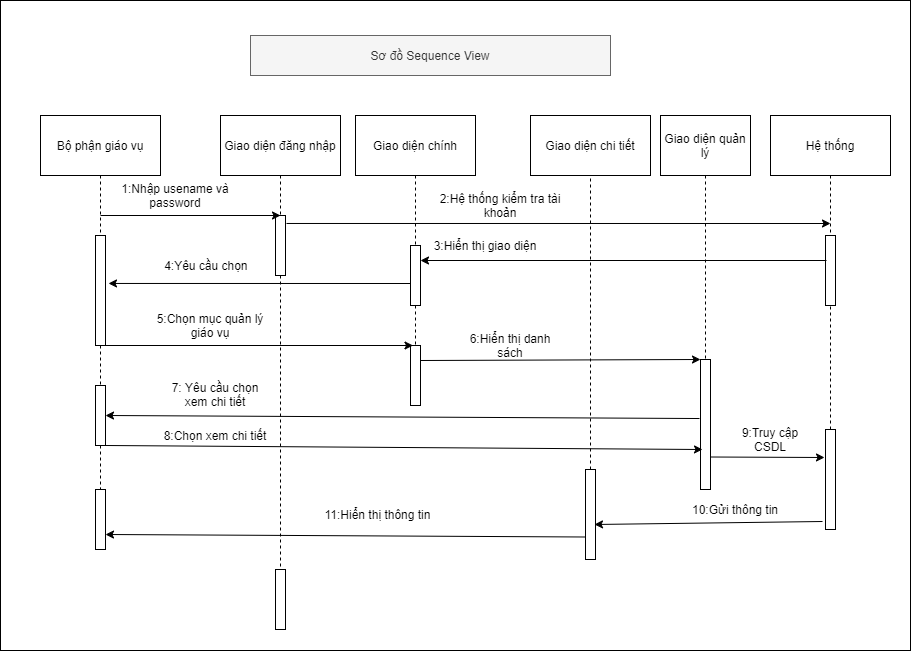 Sơ đồ Sequence View
Bộ phận giáo vụ
Giao diện đăng nhập
Giao diện chính
Giao diện chi tiết
Giao diện quản
lý
Hệ thống
1:Nhập usename và
password
2:Hệ thống kiểm tra tài
khoản
3:Hiển thị giao diện
4:Yêu cầu chọn
5:Chọn mục quản lý
giáo vụ
6:Hiển thị danh
sách
7: Yêu cầu chọn
xem chi tiết
8:Chọn xem chi tiết
9:Truy cập
CSDL
10:Gửi thông tin
11:Hiển thị thông tin